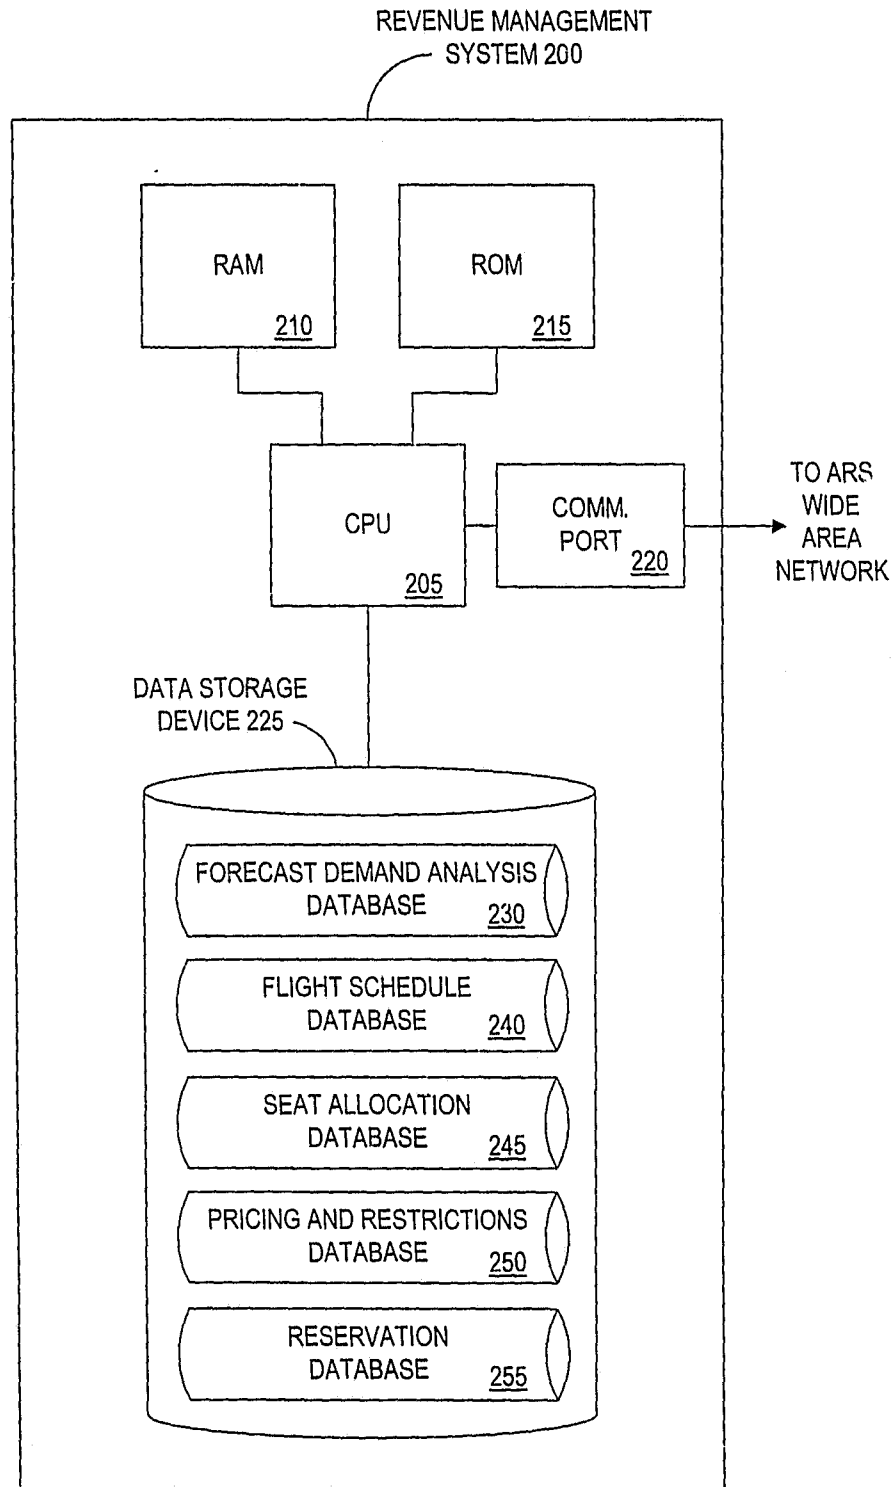 REVENUE MANAGEMENT
SYSTEM 200
RAM
210
ROM
215
CPU
205
COMM.
PORT
220
TO ARS
WIDE
AREA
NETWORK
DATA STORAGE
DEVICE 225
FORECAST DEMAND ANALYSIS
DATABASE 230
FLIGHT SCHEDULE
DATABASE 240
SEAT ALLOCATION
DATABASE 245
PRICING AND RESTRICTIONS
DATABASE 250
RESERVATION
DATABASE 255